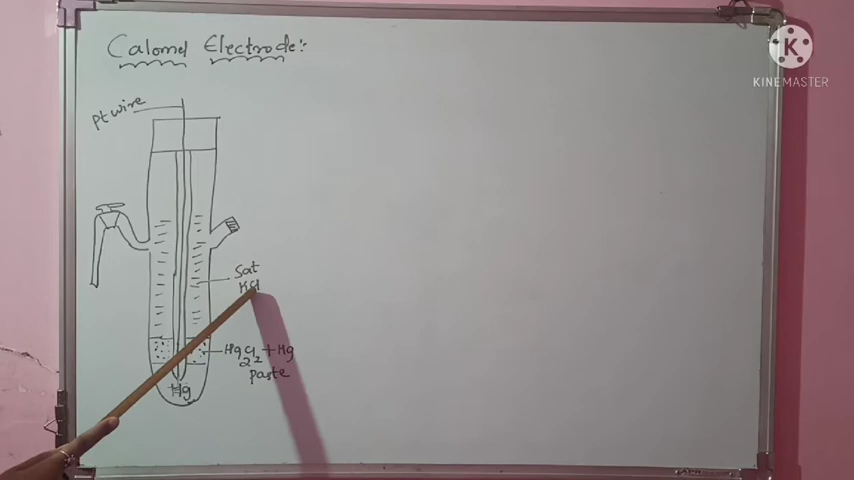 Calomel Electrode:
KINEMASTER
pt wire
Sat
KCl
Hg2Cl2 + Hg
paste
Hg